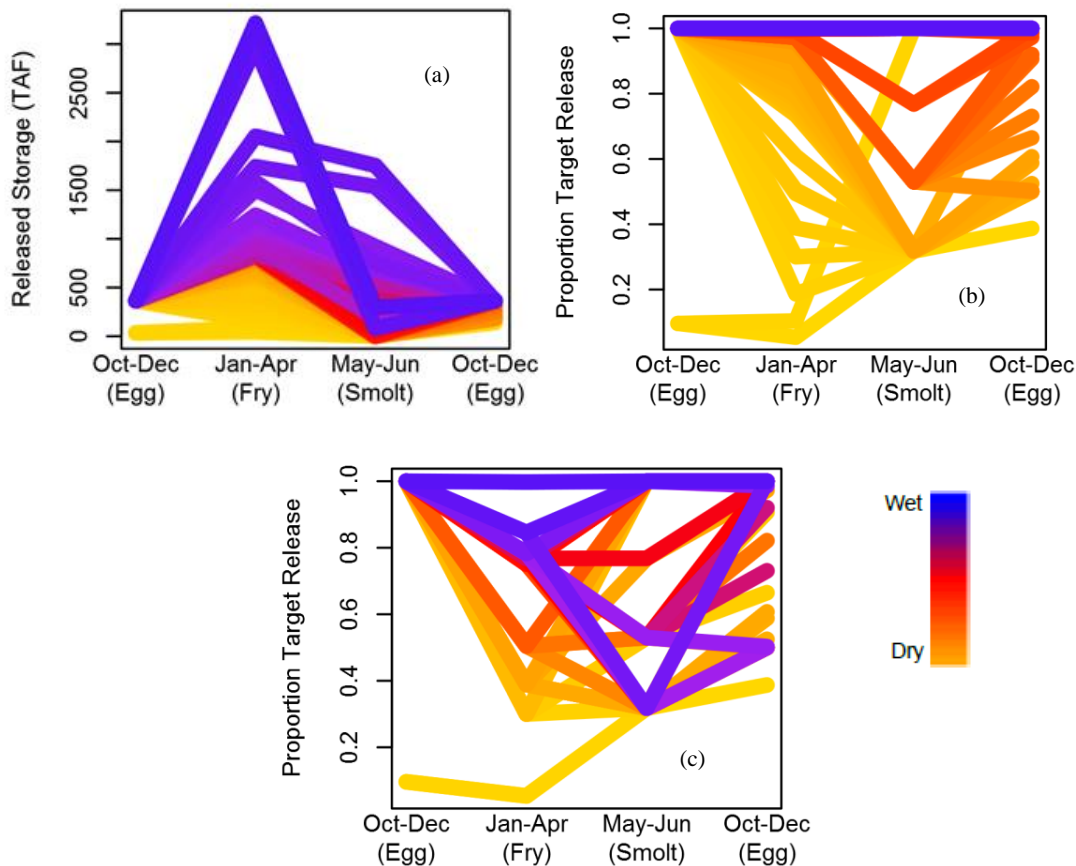 Released Storage (TAF)
2500
1500
500
0
(a)
Oct-Dec Jan-Apr May-Jun Oct-Dec
(Egg) (Fry) (Smolt) (Egg)
Proportion Target Release
1.0
0.8
0.6
0.4
0.2
(b)
Oct-Dec Jan-Apr May-Jun Oct-Dec
(Egg) (Fry) (Smolt) (Egg)
Proportion Target Release
1.0
0.8
0.6
0.4
0.2
(c)
Oct-Dec Jan-Apr May-Jun Oct-Dec
(Egg) (Fry) (Smolt) (Egg)
Wet
Dry